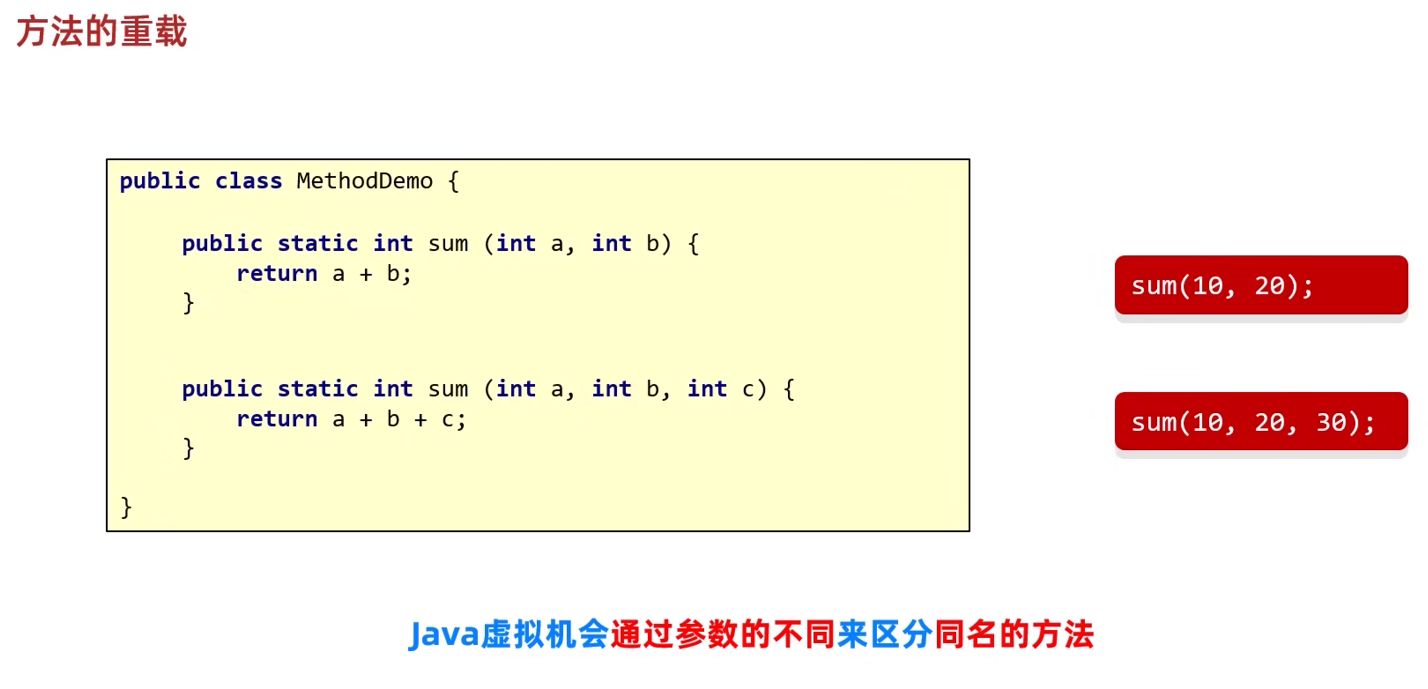 方法的重载
public class MethodDemo {
public static int sum (int a, int b) {
return a + b;
}
public static int sum (int a, int b, int c) {
return a + b + c;
}
}
sum(10, 20);
sum(10, 20, 30);
Java虚拟机会通过参数的不同来区分同名的方法